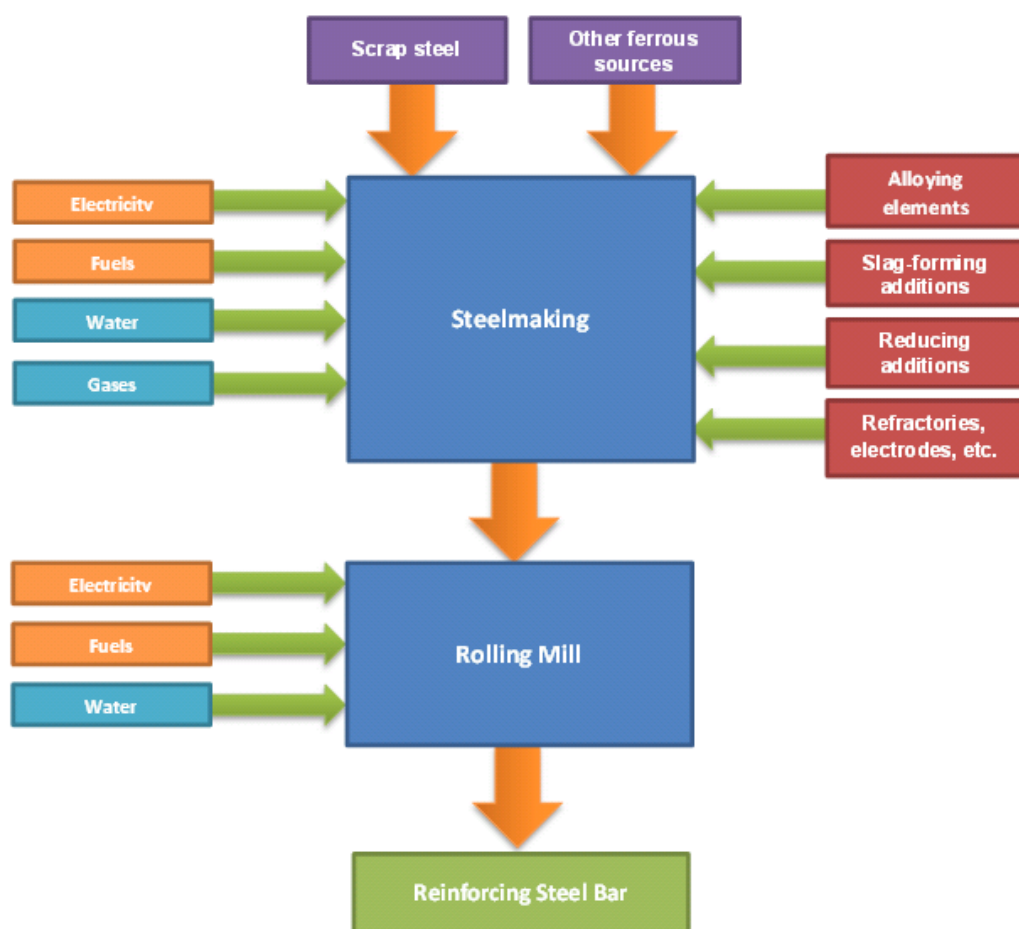 Scrap steel
Other ferrous
sources
Electricity
Fuels
Water
Gases
Alloying
elements
Slag-forming
additions
Reducing
additions
Refractories,
electrodes, etc.
Steelmaking
Electricity
Fuels
Water
Rolling Mill
Reinforcing Steel Bar